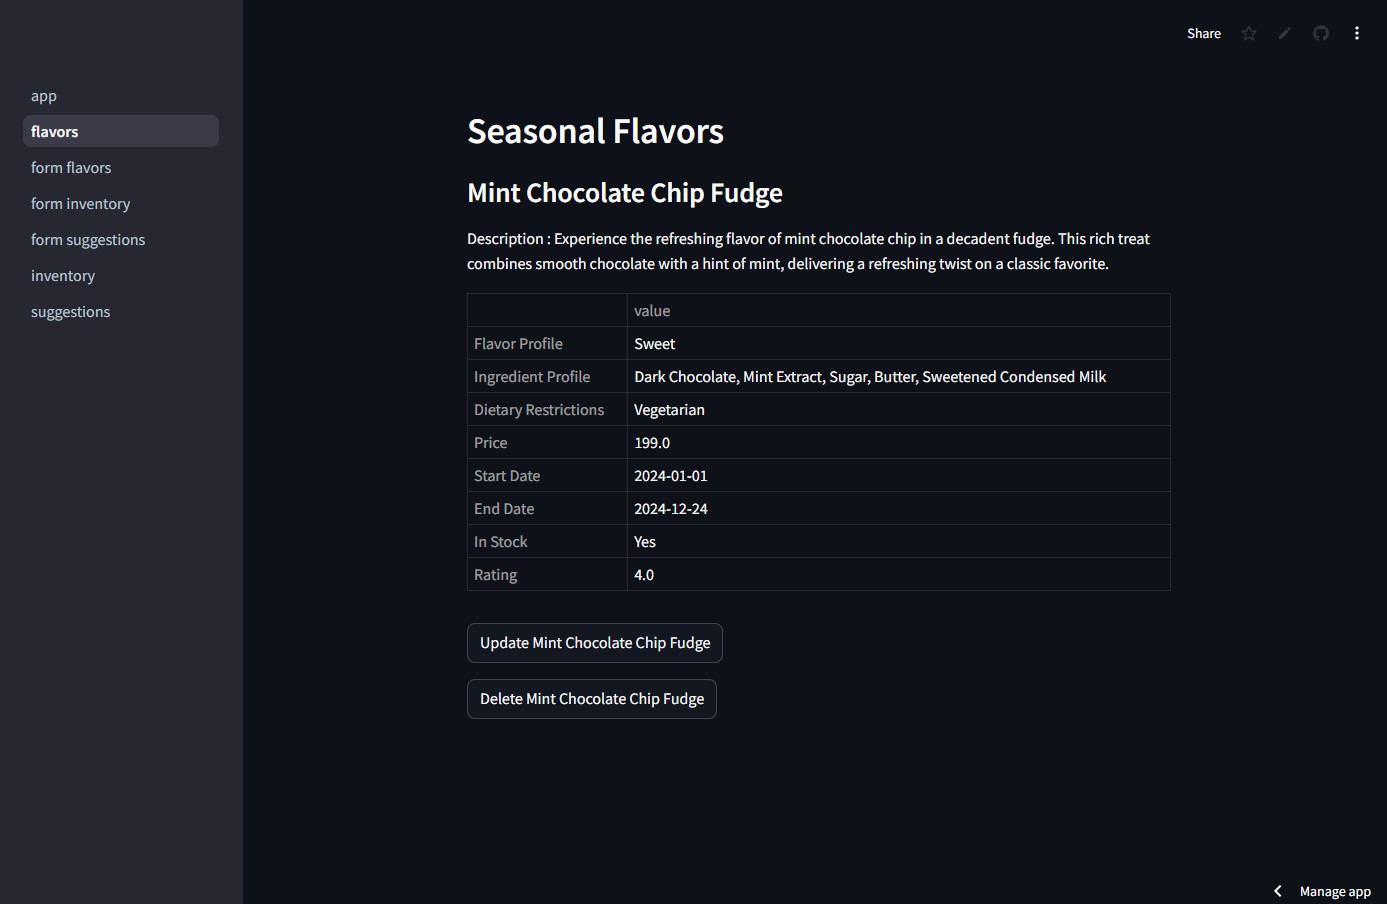 Share
app
flavors
form flavors
form inventory
form suggestions
inventory
suggestions
Seasonal Flavors
Mint Chocolate Chip Fudge
Description : Experience the refreshing flavor of mint chocolate chip in a decadent fudge. This rich treat
combines smooth chocolate with a hint of mint, delivering a refreshing twist on a classic favorite.
value
Flavor Profile Sweet
Ingredient Profile Dark Chocolate, Mint Extract, Sugar, Butter, Sweetened Condensed Milk
Dietary Restrictions Vegetarian
Price 199.0
Start Date 2024-01-01
End Date 2024-12-24
In Stock Yes
Rating 4.0
Update Mint Chocolate Chip Fudge
Delete Mint Chocolate Chip Fudge
Manage app